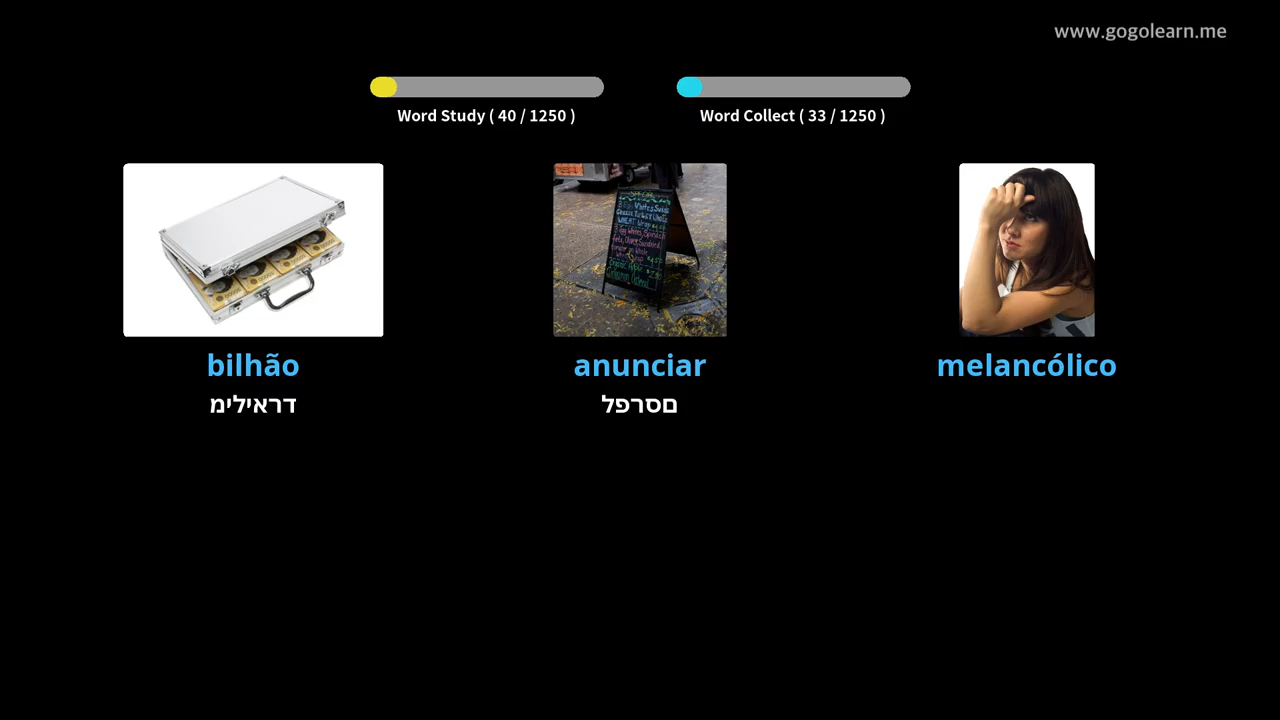 www.gogolearn.me
Word Study ( 40 / 1250 )
Word Collect ( 33 / 1250 )
bilhão
anunciar
melancólico
דראילימ
םסרפל